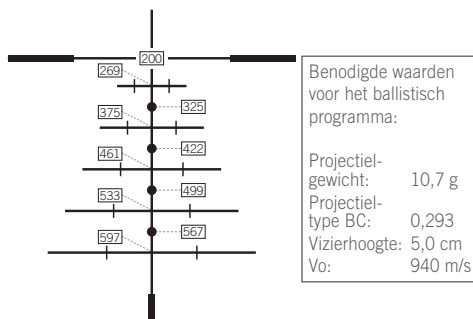 200
269
325
375
422
461
499
533
567
597
Benodigde waarden
voor het ballistisch
programma:
Projectiel-
gewicht: 10,7 g
Projectiel-
type BC: 0,293
Vizierhoogte: 5,0 cm
Vo: 940 m/s